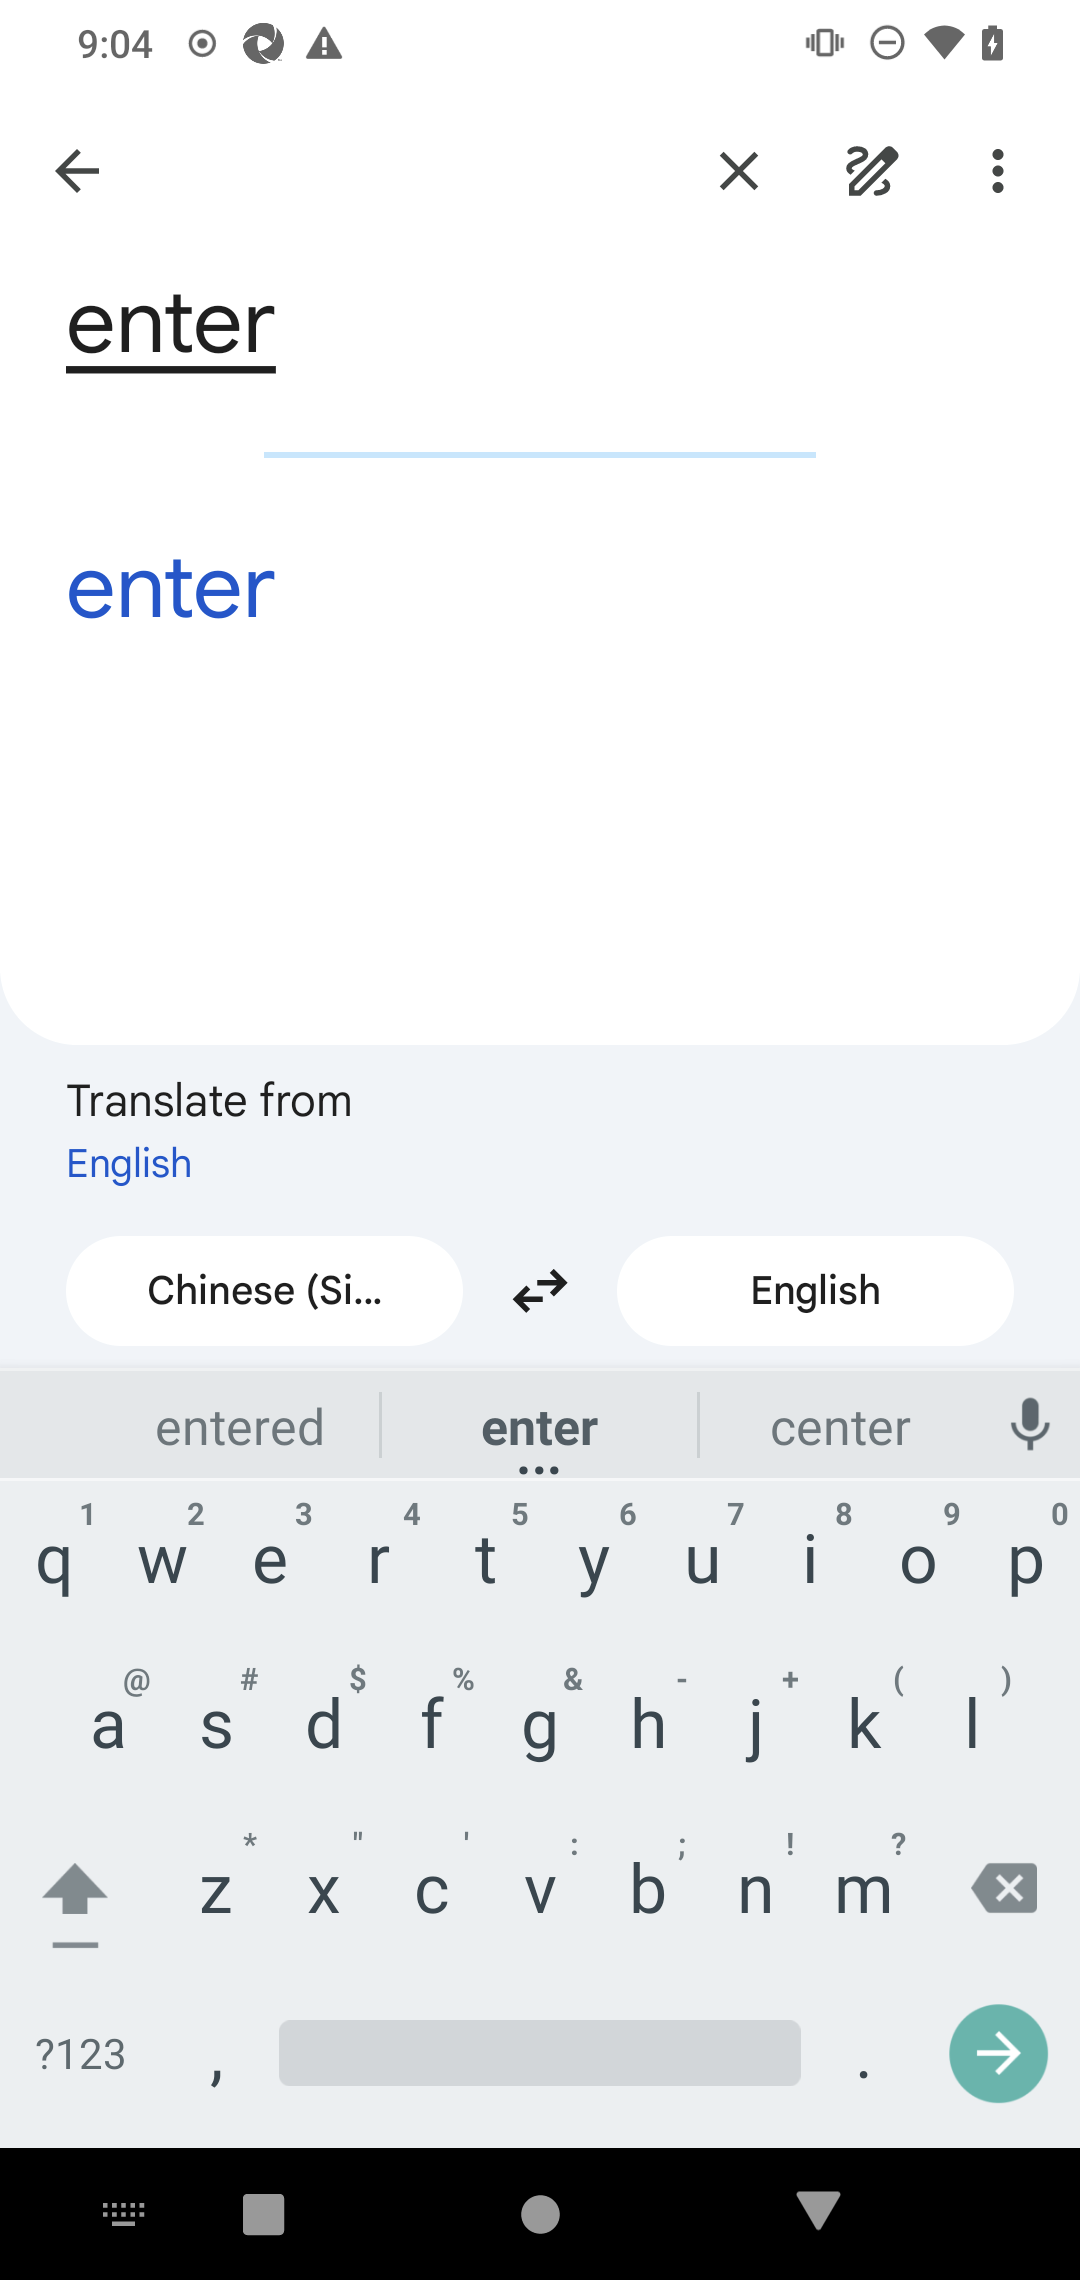 9:04
enter
enter
Translate from
English
Chinese (Si...
English
entered enter center
1 2 3 4 5 6 7 8 9 0
q w e r t y u i o p
@ # $ % & - + ( )
a s d f g h j k l
* " ' : ; ! ?
z x c v b n m
?123 , .